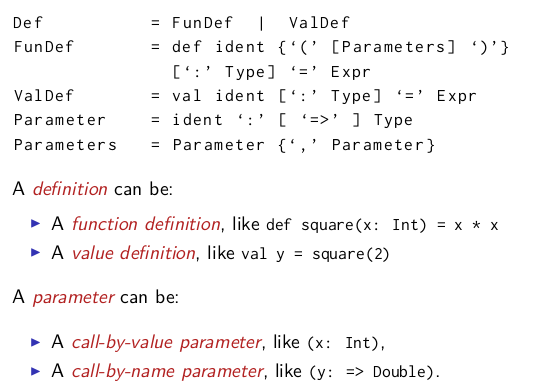 Def = FunDef | ValDef
FunDef = def ident {‘(’ [Parameters] ‘)’}
[‘:’ Type] ‘=’ Expr
ValDef = val ident [‘:’ Type] ‘=’ Expr
Parameter = ident ‘:’ [ ‘=>’ ] Type
Parameters = Parameter {‘,’ Parameter}
A definition can be:
▶ A function definition, like def square(x: Int) = x * x
▶ A value definition, like val y = square(2)
A parameter can be:
▶ A call-by-value parameter, like (x: Int),
▶ A call-by-name parameter, like (y: => Double).